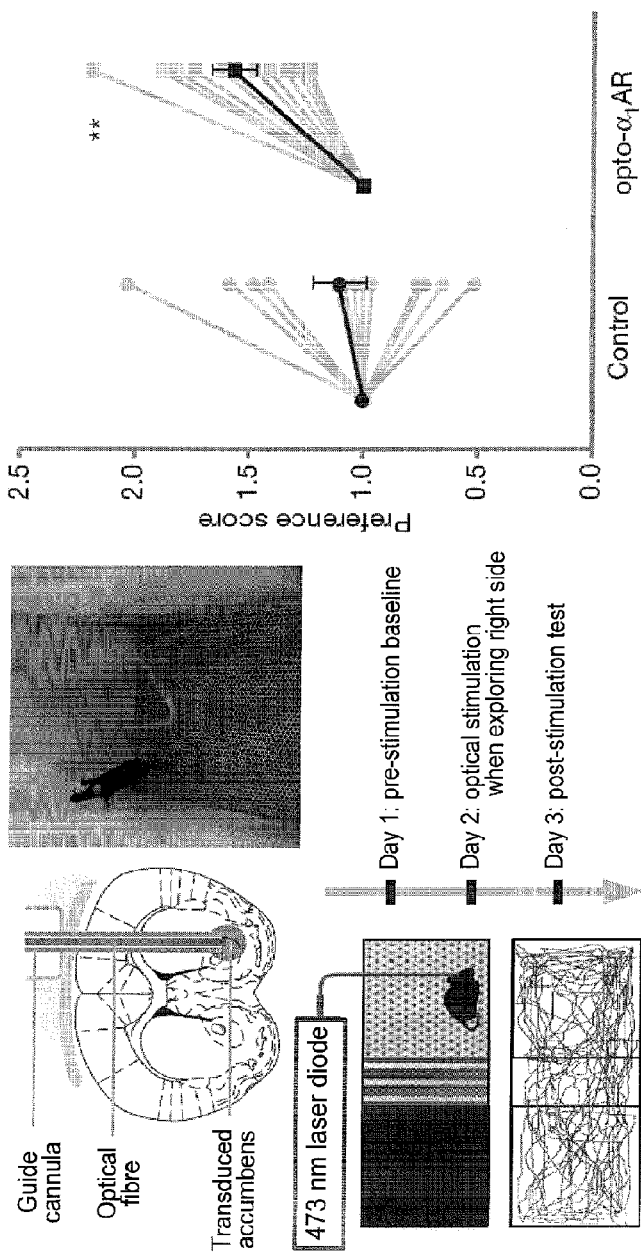 Guide
cannula
Optical
fibre
Transduced
accumbens
473 nm laser diode
Day 1: pre-stimulation baseline
Day 2: optical stimulation
when exploring right side
Day 3: post-stimulation test
Preference score
2.5
2.0
1.5
1.0
0.5
0.0
**
Control
opto-α₁AR